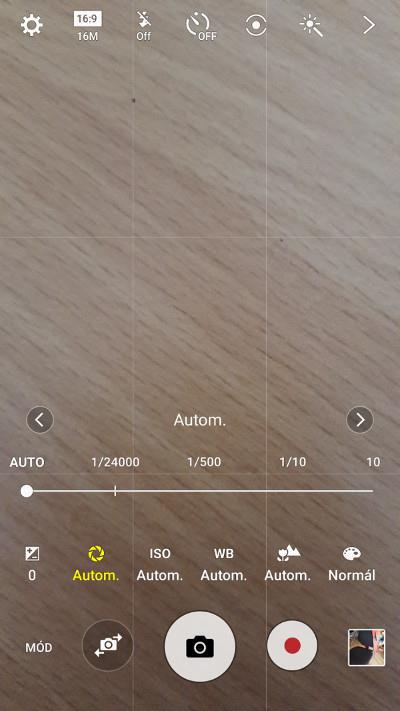 16:9
16M
Off
OFF
Autom.
AUTO 1/24000 1/500 1/10 10
ISO WB
0 Autom. Autom. Autom. Autom. Normál
MÓD